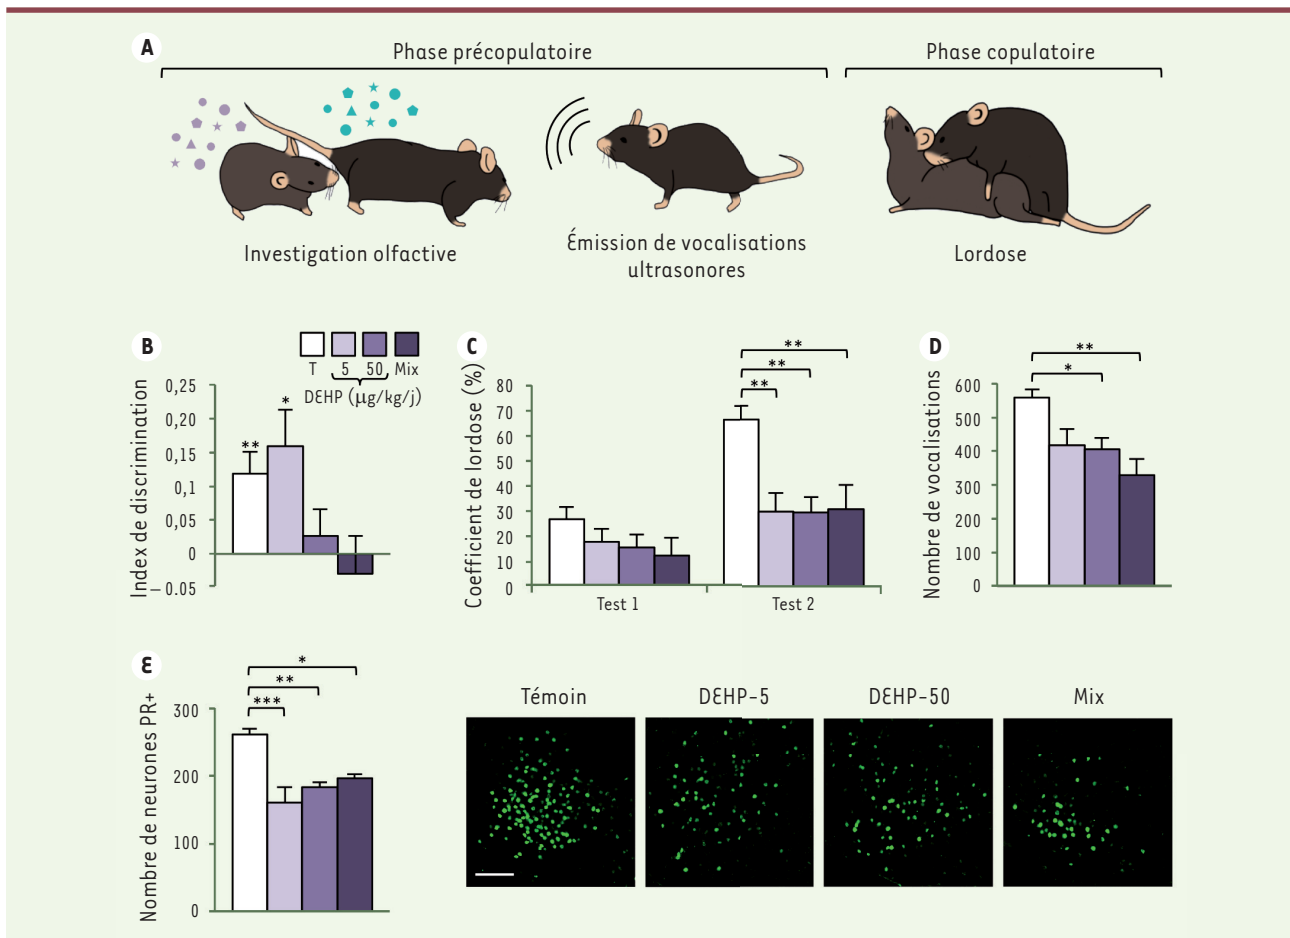 A
Phase précopulatoire
Phase copulatoire
Investigation olfactive
Émission de vocalisations
ultrasonores
Lordose
B
T
5
50
Mix
DEHP (µg/kg/j)
Index de discrimination
0,25
0,20
0,15
0,1
0,05
0
– 0.05
**
*
C
Coefficient de lordose (%)
80
70
60
50
40
30
20
10
0
**
**
**
Test 1
Test 2
D
Nombre de vocalisations
600
500
400
300
200
100
0
**
*
E
Nombre de neurones PR+
300
200
100
0
*
**
***
Témoin
DEHP-5
DEHP-50
Mix